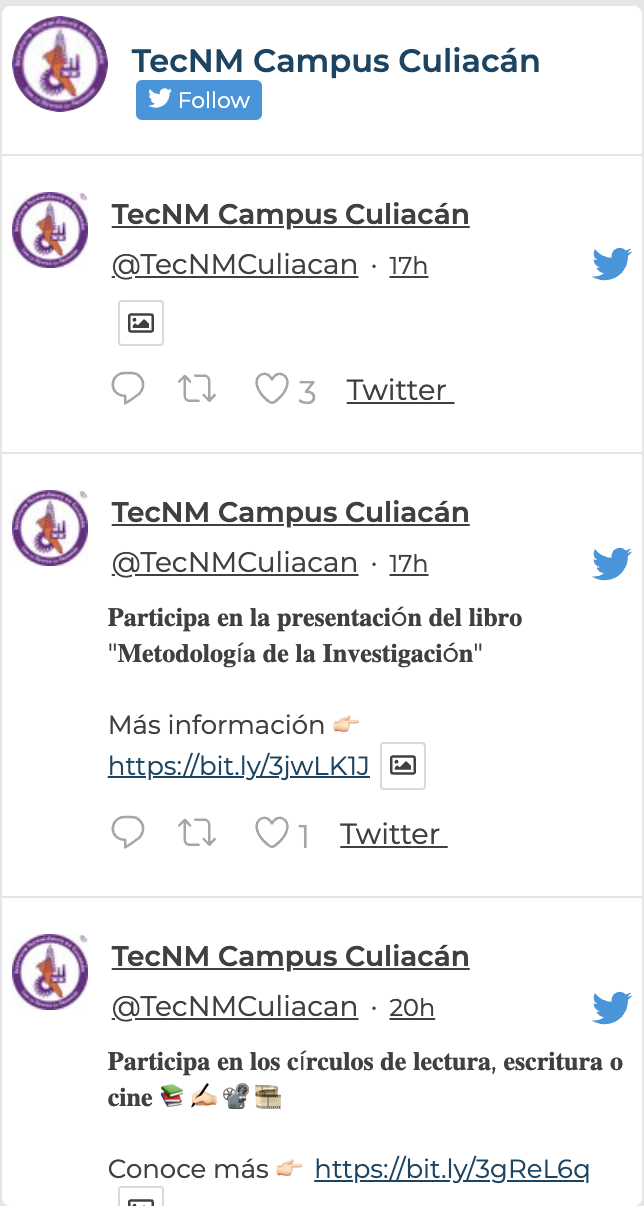 TecNM Campus Culiacán
Follow
TecNM Campus Culiacán
@TecNMCuliacan · 17h
3 Twitter
TecNM Campus Culiacán
@TecNMCuliacan · 17h
𝐏𝐚𝐫𝐭𝐢𝐜𝐢𝐩𝐚 𝐞𝐧 𝐥𝐚 𝐩𝐫𝐞𝐬𝐞𝐧𝐭𝐚𝐜𝐢ó𝐧 𝐝𝐞𝐥 𝐥𝐢𝐛𝐫𝐨
"𝐌𝐞𝐭𝐨𝐝𝐨𝐥𝐨𝐠í𝐚 𝐝𝐞 𝐥𝐚 𝐈𝐧𝐯𝐞𝐬𝐭𝐢𝐠𝐚𝐜𝐢ó𝐧"
Más información 👉🏻
https://bit.ly/3jwLK1J
1 Twitter
TecNM Campus Culiacán
@TecNMCuliacan · 20h
𝐏𝐚𝐫𝐭𝐢𝐜𝐢𝐩𝐚 𝐞𝐧 𝐥𝐨𝐬 𝐜í𝐫𝐜𝐮𝐥𝐨𝐬 𝐝𝐞 𝐥𝐞𝐜𝐭𝐮𝐫𝐚, 𝐞𝐬𝐜𝐫𝐢𝐭𝐮𝐫𝐚 𝐨
𝐜𝐢𝐧𝐞 📚✍🏻📽🎞
Conoce más 👉🏻 https://bit.ly/3gReL6q